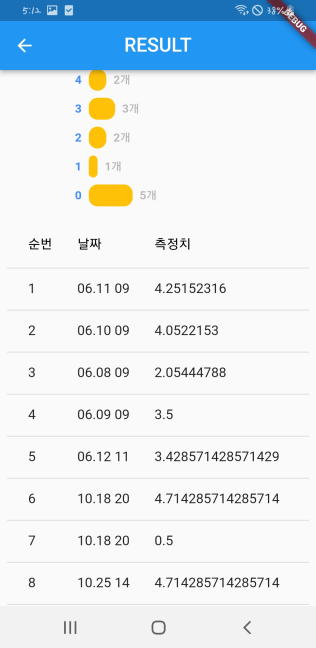 5:12 38%
DEBUG
RESULT
4 2개
3 3개
2 2개
1 1개
0 5개
순번 날짜 측정치
1 06.11 09 4.25152316
2 06.10 09 4.0522153
3 06.08 09 2.05444788
4 06.09 09 3.5
5 06.12 11 3.428571428571429
6 10.18 20 4.714285714285714
7 10.18 20 0.5
8 10.25 14 4.714285714285714